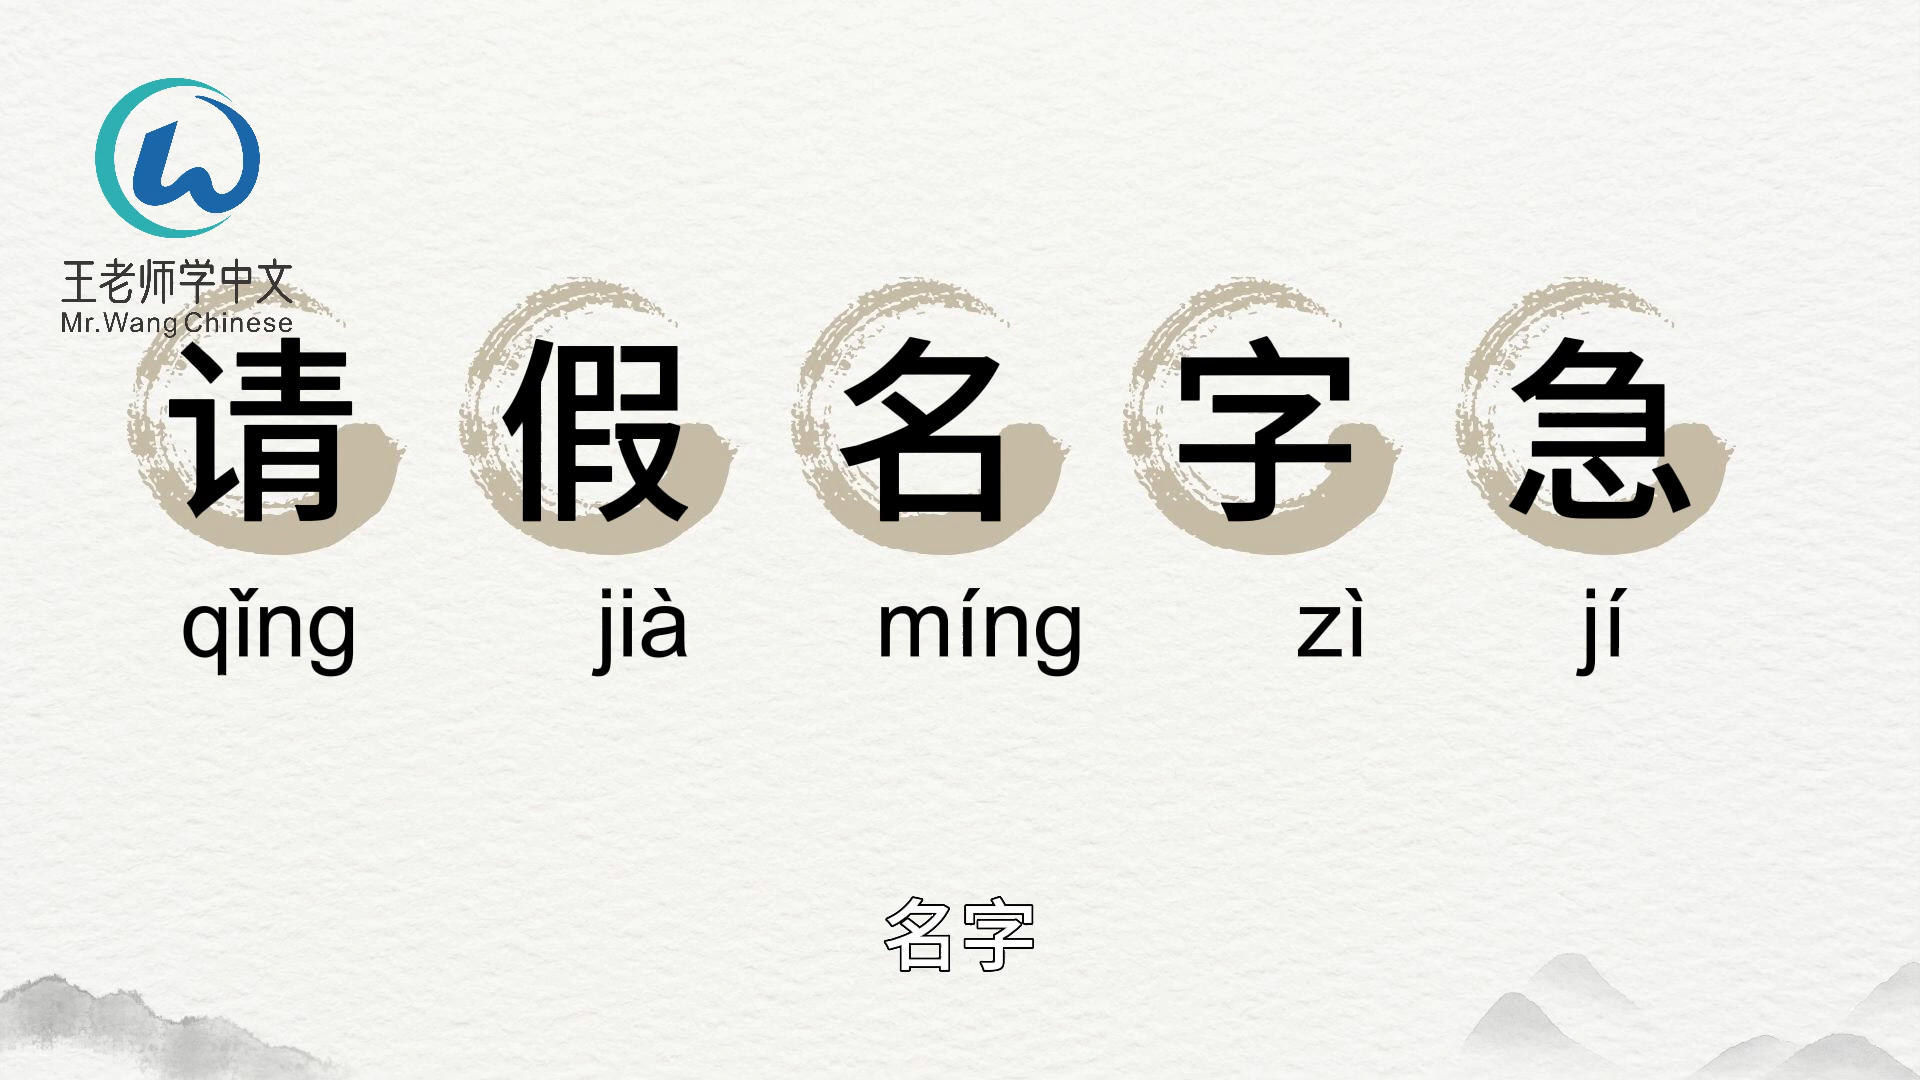 王老师学中文
Mr.Wang Chinese
请 假 名 字 急
qǐng jià míng zì jí
名字